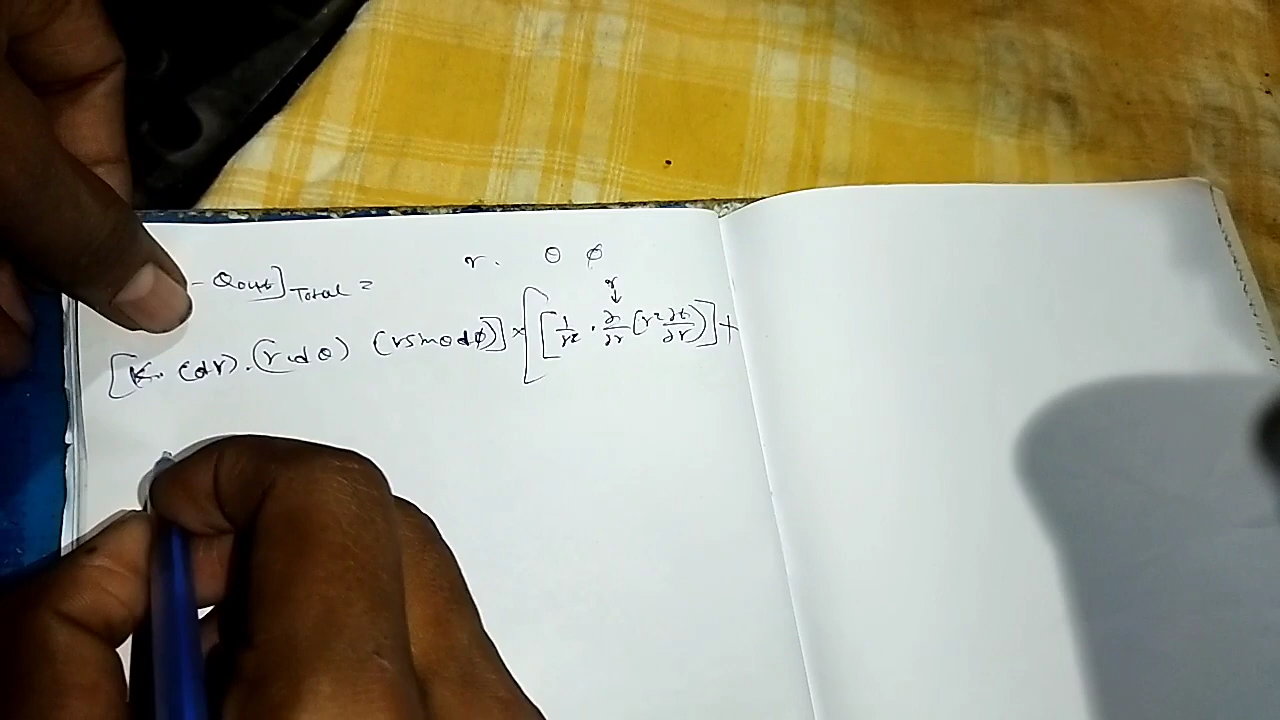 r. θ φ
- Qout]Total =
r
↓
[K. (dr). (r dθ) (r sinθ dφ)] × [ [1/r² . ∂/∂r (r² ∂t/∂r)] +